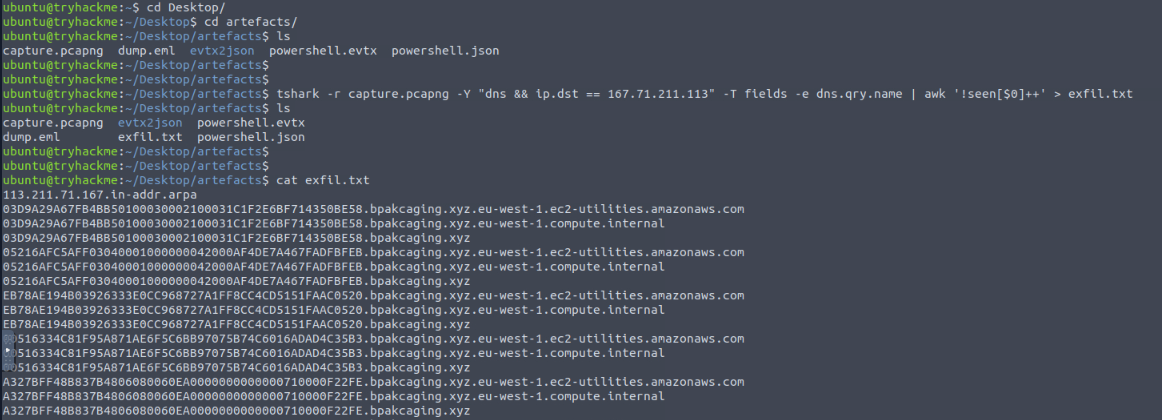 ubuntu@tryhackme:~$ cd Desktop/
ubuntu@tryhackme:~/Desktop$ cd artefacts/
ubuntu@tryhackme:~/Desktop/artefacts$ ls
capture.pcapng  dump.eml  evtx2json  powershell.evtx  powershell.json
ubuntu@tryhackme:~/Desktop/artefacts$
ubuntu@tryhackme:~/Desktop/artefacts$
ubuntu@tryhackme:~/Desktop/artefacts$ tshark -r capture.pcapng -Y "dns && ip.dst == 167.71.211.113" -T fields -e dns.qry.name | awk '!seen[$0]++' > exfil.txt
ubuntu@tryhackme:~/Desktop/artefacts$ ls
capture.pcapng  evtx2json  powershell.evtx
dump.eml        exfil.txt  powershell.json
ubuntu@tryhackme:~/Desktop/artefacts$
ubuntu@tryhackme:~/Desktop/artefacts$
ubuntu@tryhackme:~/Desktop/artefacts$ cat exfil.txt
113.211.71.167.in-addr.arpa
03D9A29A67FB4BB50100030002100031C1F2E6BF714350BE58.bpakcaging.xyz.eu-west-1.ec2-utilities.amazonaws.com
03D9A29A67FB4BB50100030002100031C1F2E6BF714350BE58.bpakcaging.xyz.eu-west-1.compute.internal
03D9A29A67FB4BB50100030002100031C1F2E6BF714350BE58.bpakcaging.xyz
05216AFC5AFF03040001000000042000AF4DE7A467FADFBFEB.bpakcaging.xyz.eu-west-1.ec2-utilities.amazonaws.com
05216AFC5AFF03040001000000042000AF4DE7A467FADFBFEB.bpakcaging.xyz.eu-west-1.compute.internal
05216AFC5AFF03040001000000042000AF4DE7A467FADFBFEB.bpakcaging.xyz
EB78AE194B03926333E0CC968727A1FF8CC4CD5151FAAC0520.bpakcaging.xyz.eu-west-1.ec2-utilities.amazonaws.com
EB78AE194B03926333E0CC968727A1FF8CC4CD5151FAAC0520.bpakcaging.xyz.eu-west-1.compute.internal
EB78AE194B03926333E0CC968727A1FF8CC4CD5151FAAC0520.bpakcaging.xyz
516334C81F95A871AE6F5C6BB97075B74C6016ADAD4C35B3.bpakcaging.xyz.eu-west-1.ec2-utilities.amazonaws.com
516334C81F95A871AE6F5C6BB97075B74C6016ADAD4C35B3.bpakcaging.xyz.eu-west-1.compute.internal
516334C81F95A871AE6F5C6BB97075B74C6016ADAD4C35B3.bpakcaging.xyz
A327BFF48B837B4806080060EA0000000000000710000F22FE.bpakcaging.xyz.eu-west-1.ec2-utilities.amazonaws.com
A327BFF48B837B4806080060EA0000000000000710000F22FE.bpakcaging.xyz.eu-west-1.compute.internal
A327BFF48B837B4806080060EA0000000000000710000F22FE.bpakcaging.xyz